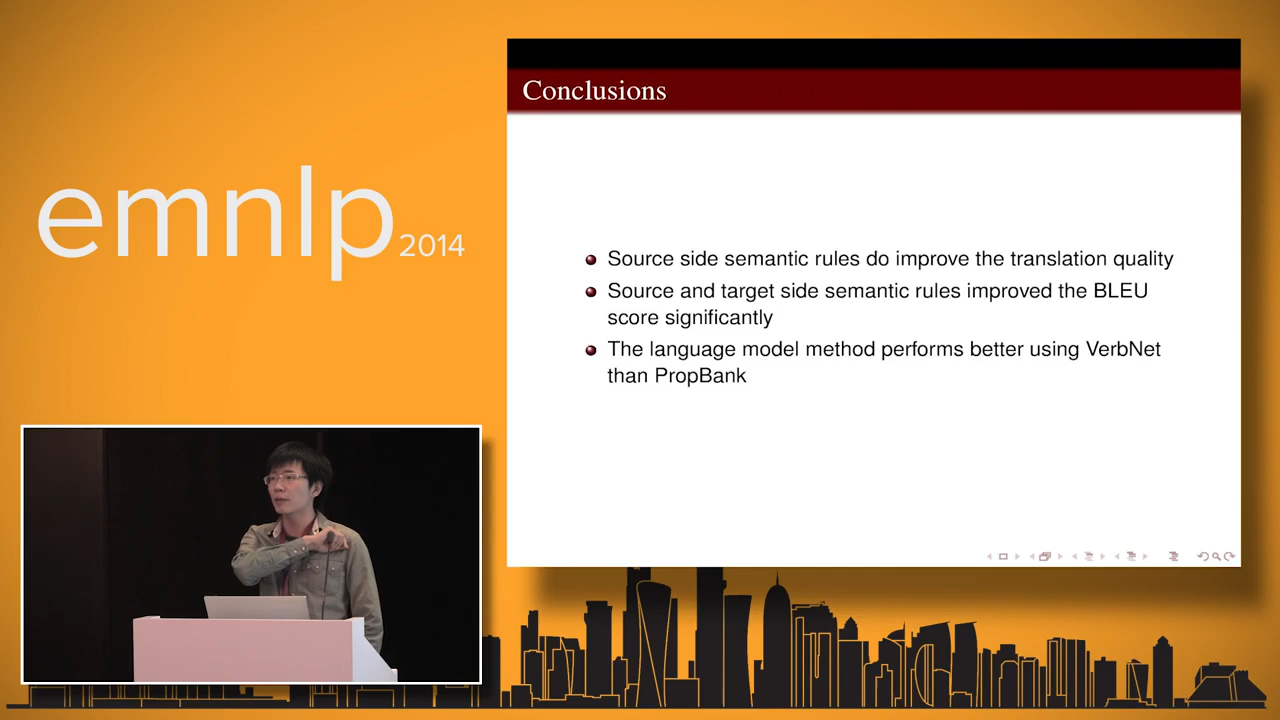 emnlp 2014
Conclusions
Source side semantic rules do improve the translation quality
Source and target side semantic rules improved the BLEU
score significantly
The language model method performs better using VerbNet
than PropBank